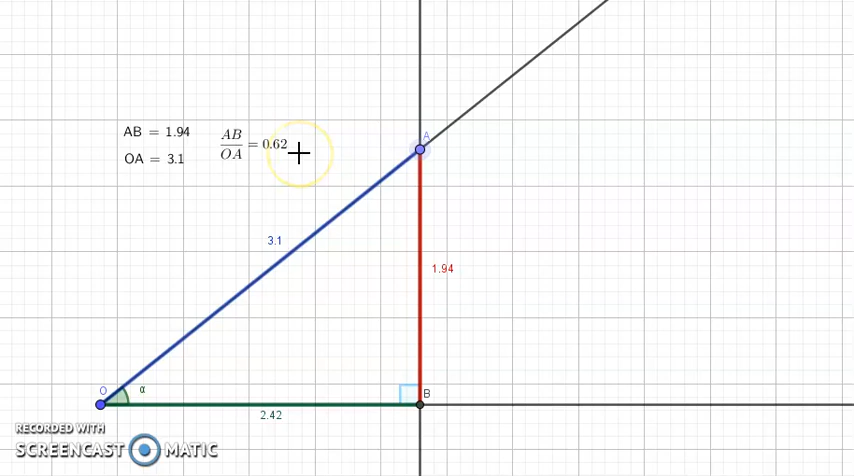 A
AB = 1.94
AB/OA = 0.62
OA = 3.1
3.1
1.94
O
α
B
2.42
RECORDED WITH
SCREENCAST MATIC